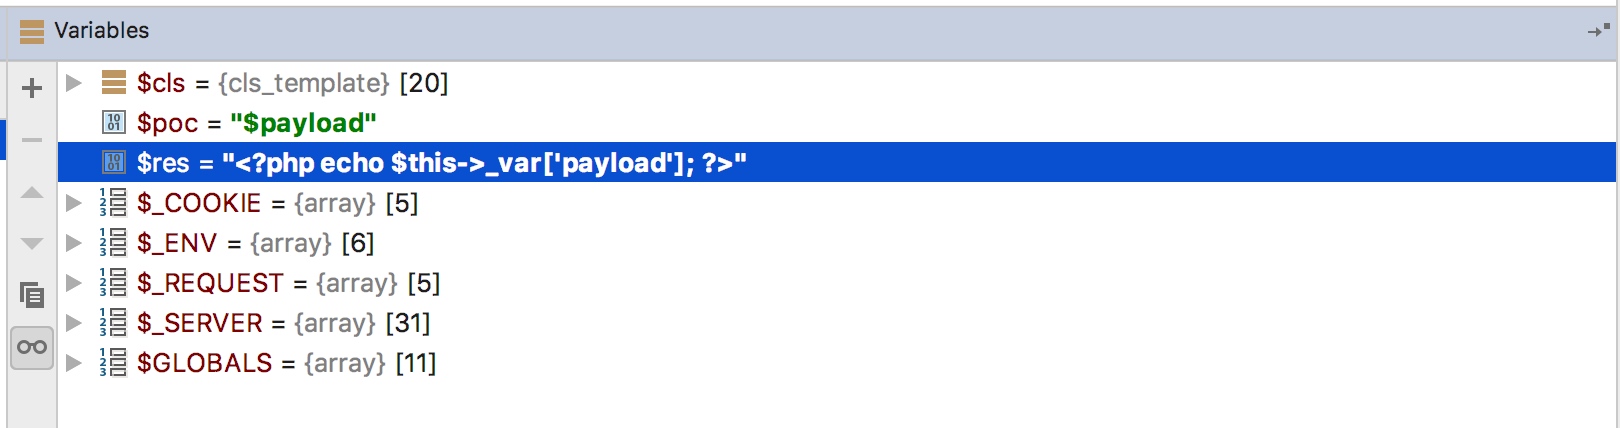 Variables
$cls = {cls_template} [20]
$poc = "$payload"
$res = "<?php echo $this->_var['payload']; ?>"
$_COOKIE = {array} [5]
$_ENV = {array} [6]
$_REQUEST = {array} [5]
$_SERVER = {array} [31]
$GLOBALS = {array} [11]